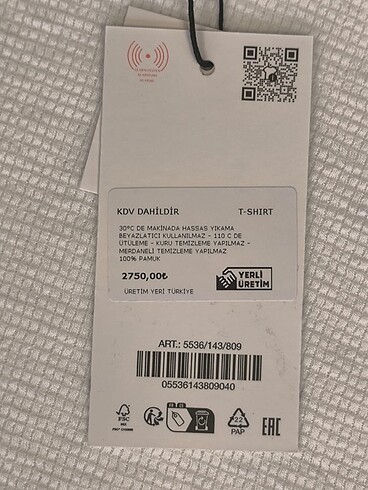 KDV DAHİLDİR T-SHIRT
30°C DE MAKİNADA HASSAS YIKAMA
BEYAZLATICI KULLANILMAZ - 110 C DE
ÜTÜLEME - KURU TEMİZLEME YAPILMAZ -
MERDANELİ TEMİZLEME YAPILMAZ
100% PAMUK
2750,00₺
YERLİ
ÜRETİM
ÜRETİM YERİ TÜRKİYE
ART.: 5536/143/809
05536143809040
FSC
22
PAP
EAC